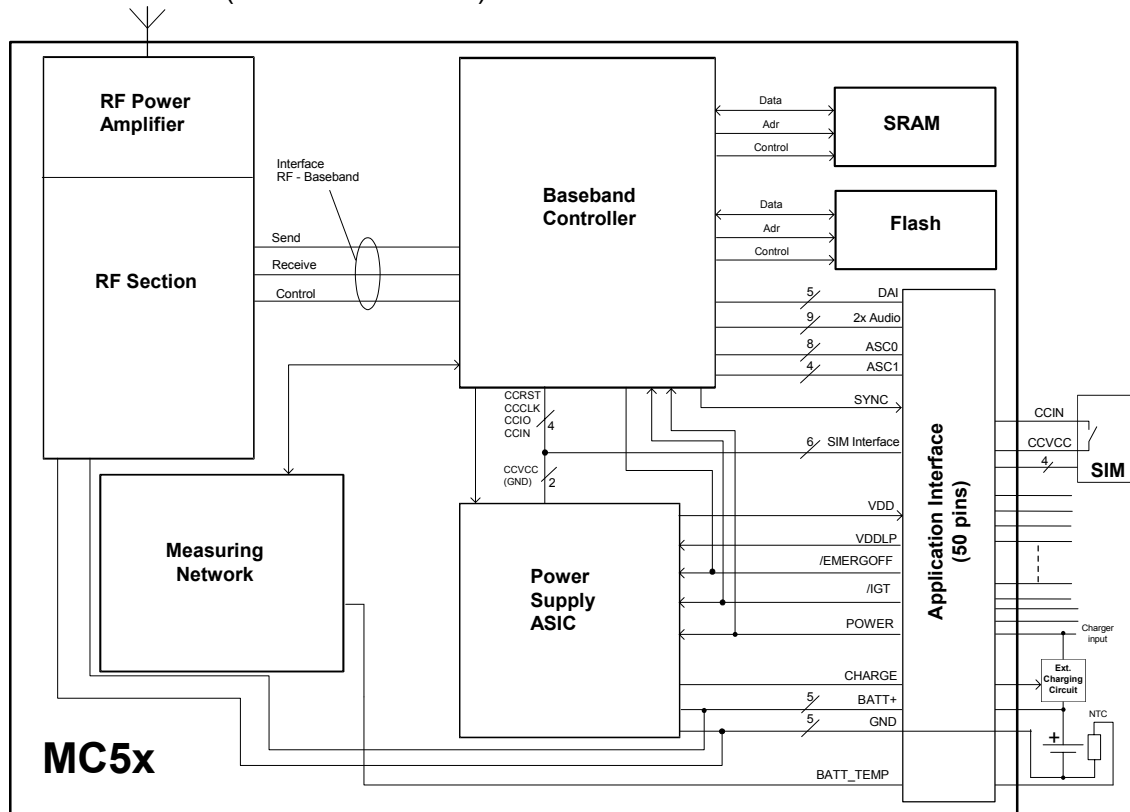 RF Power
Amplifier
RF Section
Interface
RF - Baseband
Send
Receive
Control
Baseband
Controller
Data
Adr
Control
SRAM
Data
Adr
Control
Flash
5
DAI
9
2x Audio
8
ASC0
4
ASC1
SYNC
6
SIM Interface
CCRST
CCCLK
CCIO
CCIN
4
CCVCC
(GND)
2
Measuring
Network
Power
Supply
ASIC
VDD
VDDLP
/EMERGOFF
/IGT
POWER
CHARGE
5
BATT+
5
GND
BATT_TEMP
Application Interface
(50 pins)
CCIN
CCVCC
4
SIM
Charger
input
Ext.
Charging
Circuit
NTC
+
MC5x